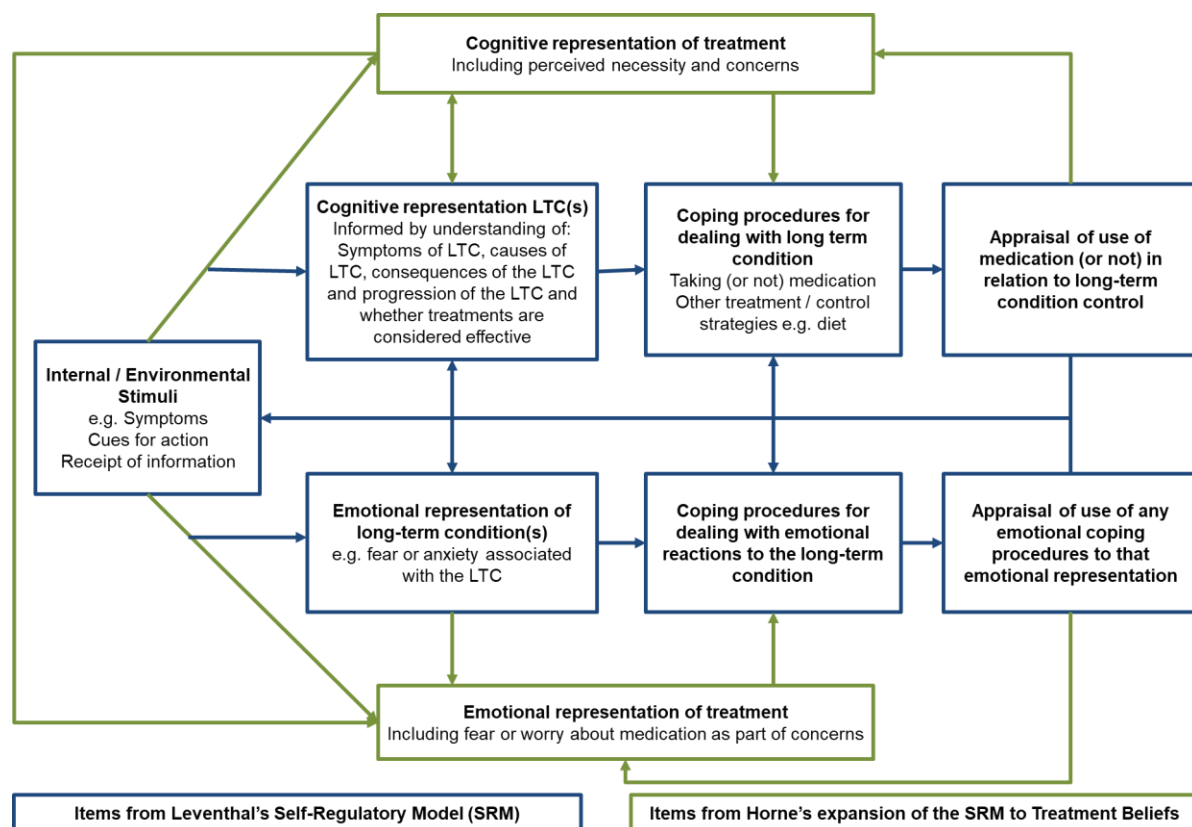 Cognitive representation of treatment
Including perceived necessity and concerns
Cognitive representation LTC(s)
Informed by understanding of:
Symptoms of LTC, causes of
LTC, consequences of the LTC
and progression of the LTC and
whether treatments are
considered effective
Coping procedures for
dealing with long term
condition
Taking (or not) medication
Other treatment / control
strategies e.g. diet
Appraisal of use of
medication (or not) in
relation to long-term
condition control
Internal / Environmental
Stimuli
e.g. Symptoms
Cues for action
Receipt of information
Emotional representation of
long-term condition(s)
e.g. fear or anxiety associated
with the LTC
Coping procedures for
dealing with emotional
reactions to the long-term
condition
Appraisal of use of any
emotional coping
procedures to that
emotional representation
Emotional representation of treatment
Including fear or worry about medication as part of concerns
Items from Leventhal's Self-Regulatory Model (SRM)
Items from Horne's expansion of the SRM to Treatment Beliefs